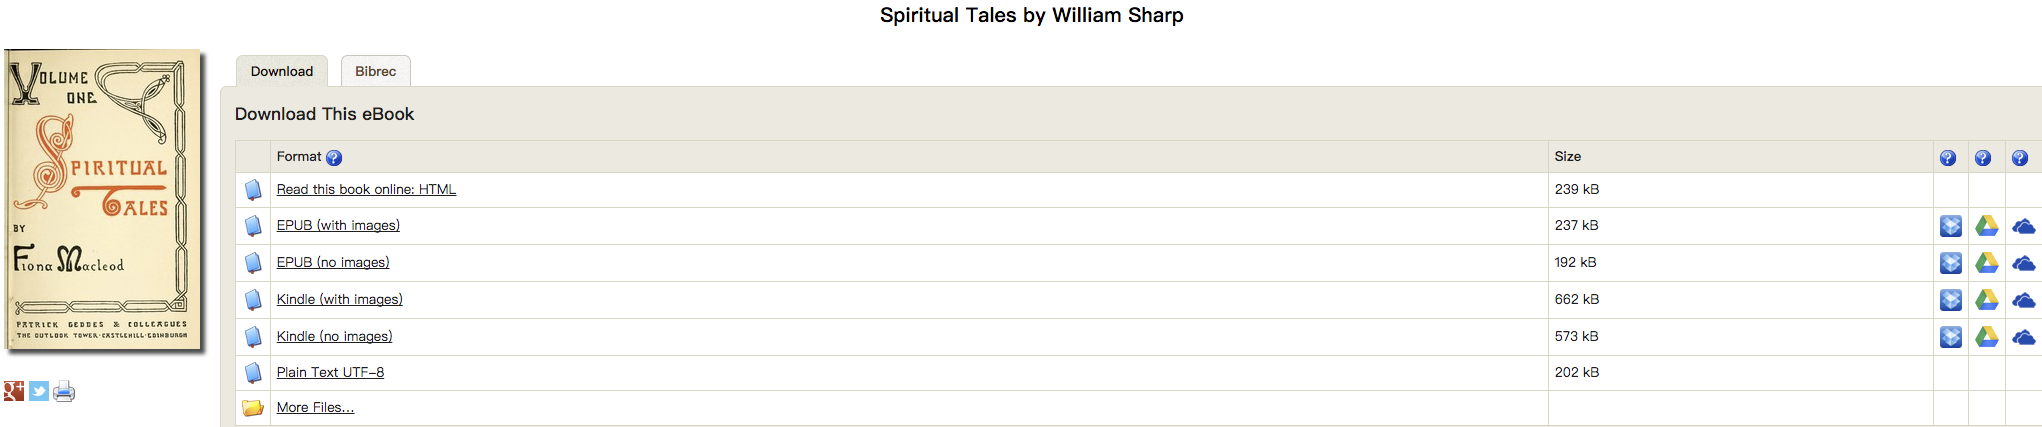 Spiritual Tales by William Sharp
VOLUME
ONE
SPIRITUAL
TALES
BY
Fiona Macleod
PATRICK GEDDES & COLLEAGUES
THE OUTLOOK TOWER·CASTLEHILL·EDINBURGH
g+
Download Bibrec
Download This eBook
Format ? Size ? ? ?
Read this book online: HTML 239 kB
EPUB (with images) 237 kB
EPUB (no images) 192 kB
Kindle (with images) 662 kB
Kindle (no images) 573 kB
Plain Text UTF-8 202 kB
More Files...